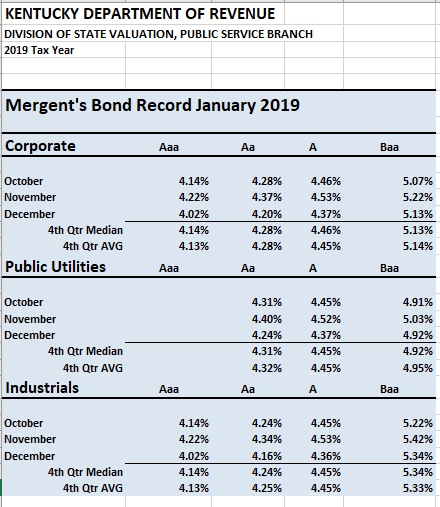 KENTUCKY DEPARTMENT OF REVENUE
DIVISION OF STATE VALUATION, PUBLIC SERVICE BRANCH
2019 Tax Year
Mergent's Bond Record January 2019
Corporate Aaa Aa A Baa
October 4.14% 4.28% 4.46% 5.07%
November 4.22% 4.37% 4.53% 5.22%
December 4.02% 4.20% 4.37% 5.13%
4th Qtr Median 4.14% 4.28% 4.46% 5.13%
4th Qtr AVG 4.13% 4.28% 4.45% 5.14%
Public Utilities Aaa Aa A Baa
October 4.31% 4.45% 4.91%
November 4.40% 4.52% 5.03%
December 4.24% 4.37% 4.92%
4th Qtr Median 4.31% 4.45% 4.92%
4th Qtr AVG 4.32% 4.45% 4.95%
Industrials Aaa Aa A Baa
October 4.14% 4.24% 4.45% 5.22%
November 4.22% 4.34% 4.53% 5.42%
December 4.02% 4.16% 4.36% 5.34%
4th Qtr Median 4.14% 4.24% 4.45% 5.34%
4th Qtr AVG 4.13% 4.25% 4.45% 5.33%